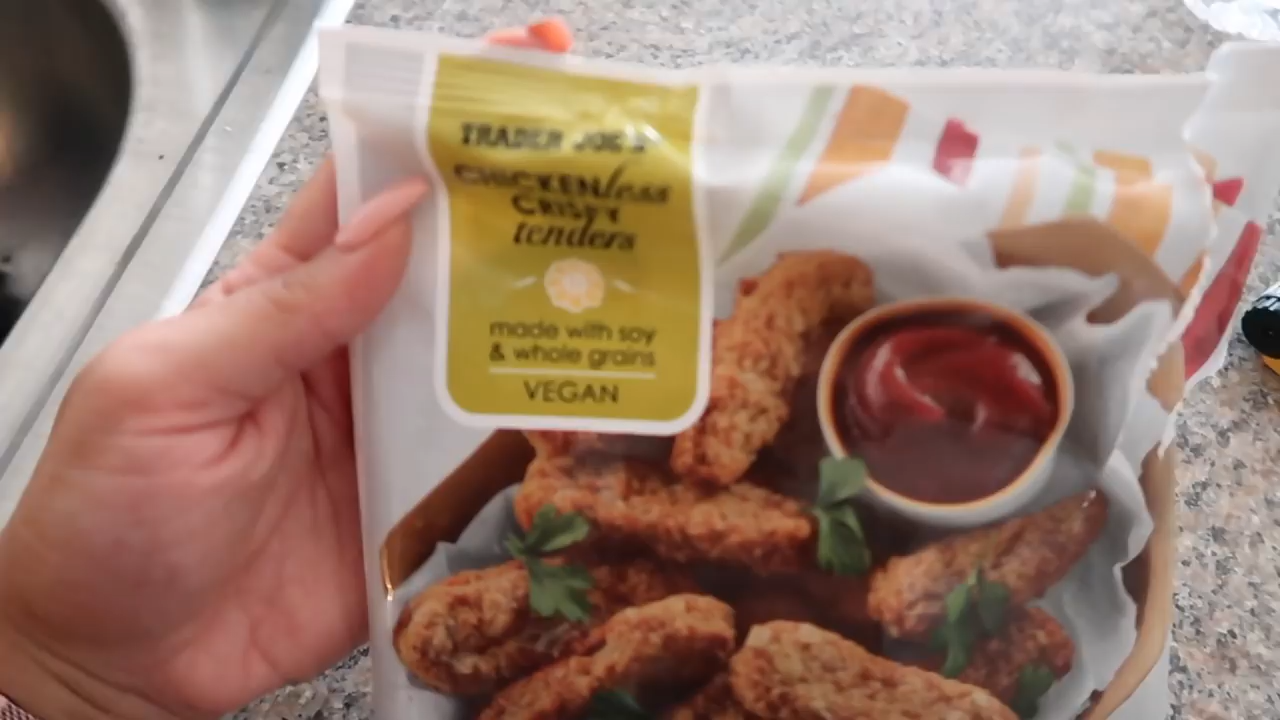 TRADER JOE'S
CHICKENless
CRISPY
tenders
made with soy
& whole grains
VEGAN